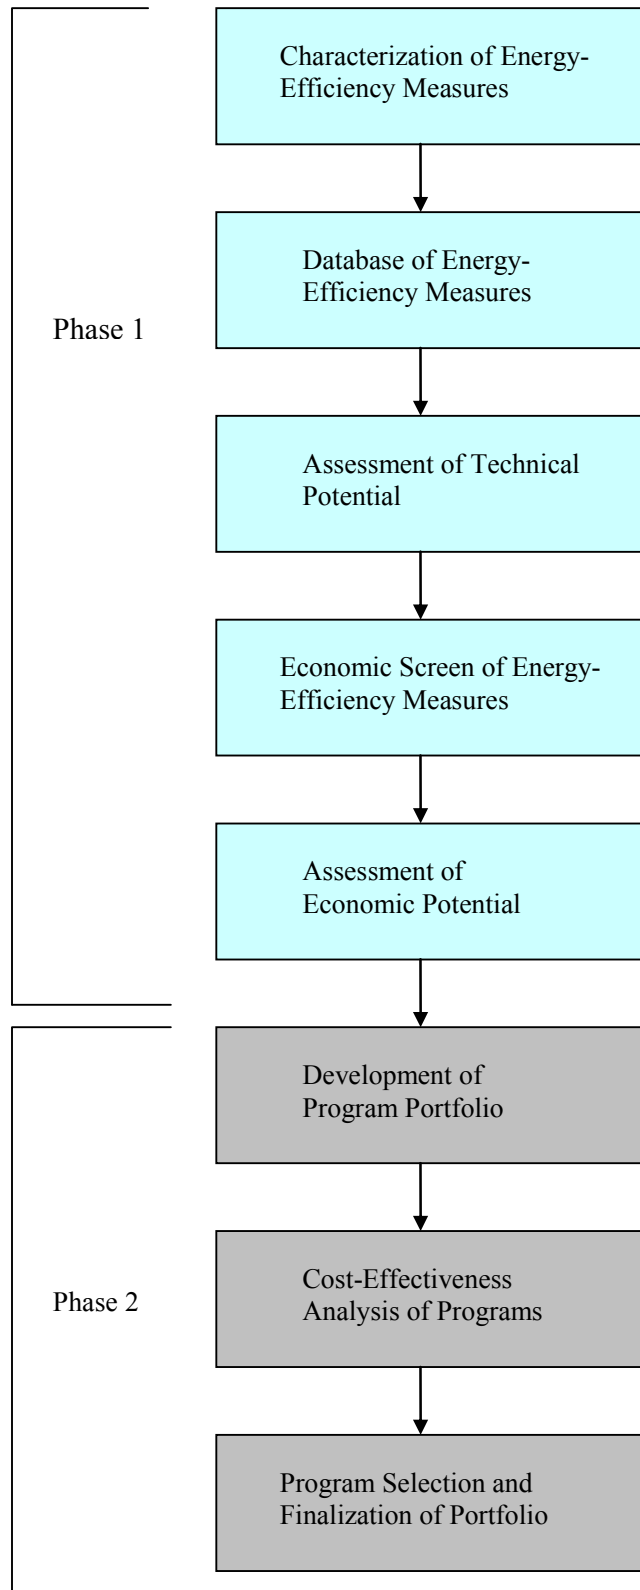 Characterization of Energy-
Efficiency Measures
Database of Energy-
Efficiency Measures
Phase 1
Assessment of Technical
Potential
Economic Screen of Energy-
Efficiency Measures
Assessment of
Economic Potential
Development of
Program Portfolio
Phase 2
Cost-Effectiveness
Analysis of Programs
Program Selection and
Finalization of Portfolio